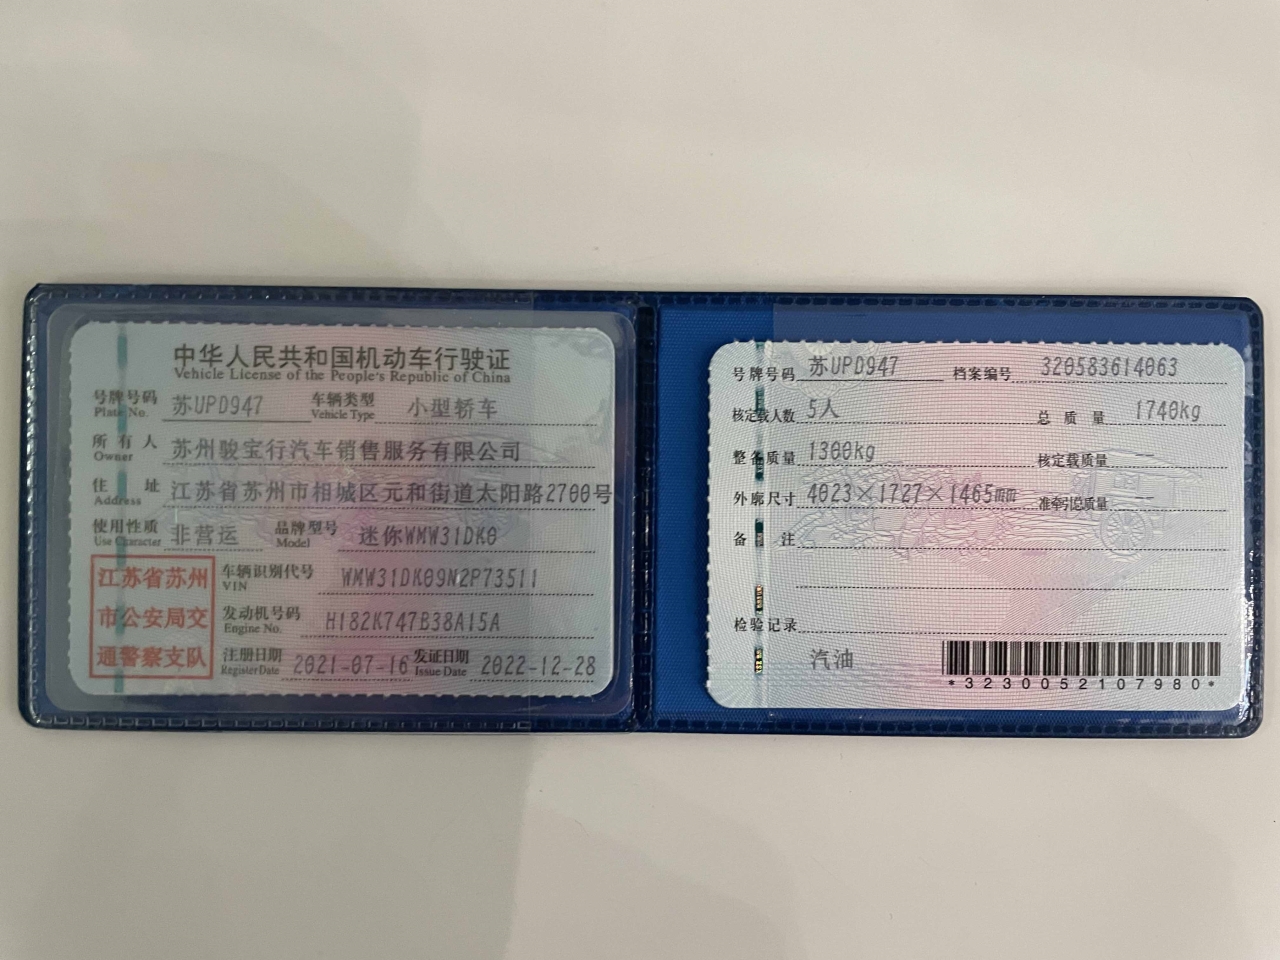 中华人民共和国机动车行驶证
Vehicle License of the People's Republic of China
号牌号码 苏UPD947 车辆类型 小型轿车
Plate No. Vehicle Type
所有人 苏州骏宝行汽车销售服务有限公司
Owner
住址 江苏省苏州市相城区元和街道太阳路2700号
Address
使用性质 非营运 品牌型号 迷你WMW31DK0
Use Character Model
江苏省苏州
市公安局交
通警察支队
车辆识别代号 WMW31DK09N2P73511
VIN
发动机号码 H182K747B38A15A
Engine No.
注册日期 2021-07-16 发证日期 2022-12-28
Register Date Issue Date
号牌号码 苏UPD947 档案编号 320583614063
核定载人数 5人 总质量 1740kg
整备质量 1300kg 核定载质量 —
外廓尺寸 4023×1727×1465mm 准牵引总质量 —
备注
检验记录
汽油
*3230052107980*